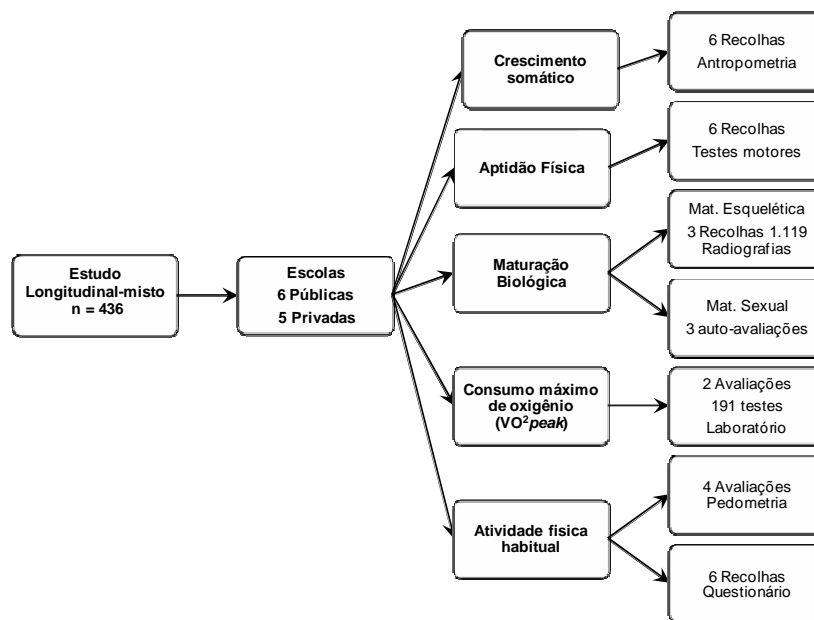 Estudo
Longitudinal-misto
n = 436
Escolas
6 Públicas
5 Privadas
Crescimento
somático
6 Recolhas
Antropometria
Aptidão Física
6 Recolhas
Testes motores
Maturação
Biológica
Mat. Esquelética
3 Recolhas 1.119
Radiografias
Mat. Sexual
3 auto-avaliações
Consumo máximo
de oxigênio
(VO²peak)
2 Avaliações
191 testes
Laboratório
Atividade fisica
habitual
4 Avaliações
Pedometria
6 Recolhas
Questionário